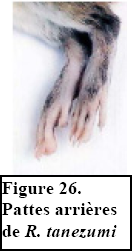 Figure 26.
Pattes arrières
de R. tanezumi